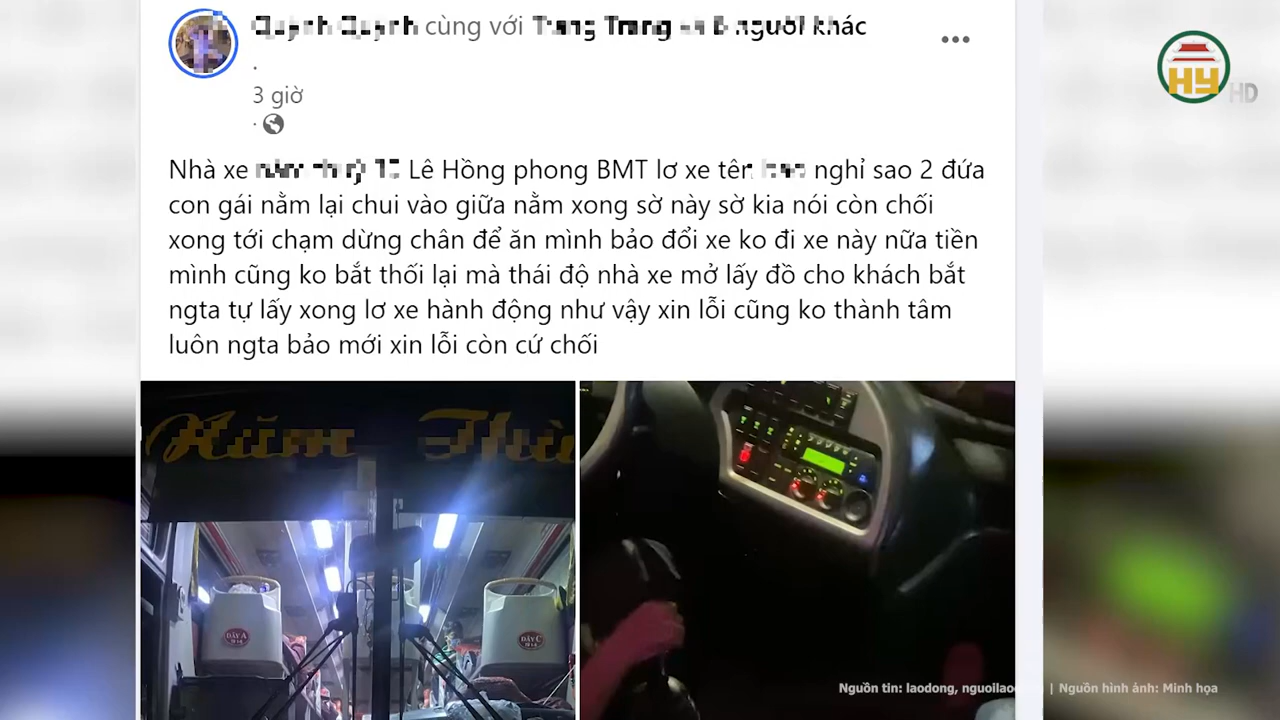 cùng với người khác
3 giờ
Nhà xe Lê Hồng phong BMT lơ xe tên nghỉ sao 2 đứa
con gái nằm lại chui vào giữa nằm xong sờ này sờ kia nói còn chối
xong tới chạm dừng chân để ăn mình bảo đổi xe ko đi xe này nữa tiền
mình cũng ko bắt thối lại mà thái độ nhà xe mở lấy đồ cho khách bắt
ngta tự lấy xong lơ xe hành động như vậy xin lỗi cũng ko thành tâm
luôn ngta bảo mới xin lỗi còn cứ chối
HY
HD
DÃY A
DÃY C
Nguồn tin: laodong, | Nguồn hình ảnh: Minh họa